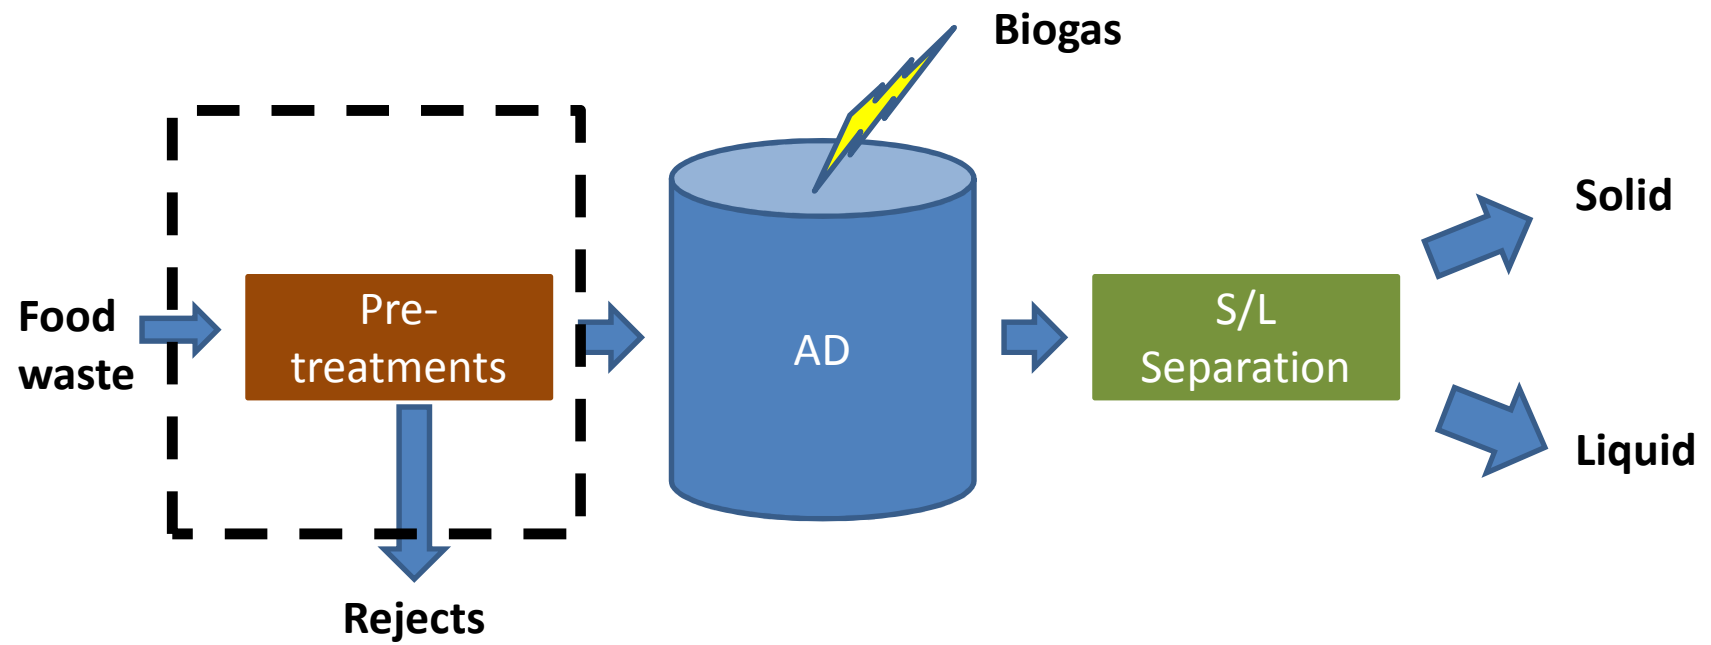 Biogas
Food
waste
Pre-
treatments
Rejects
AD
S/L
Separation
Solid
Liquid